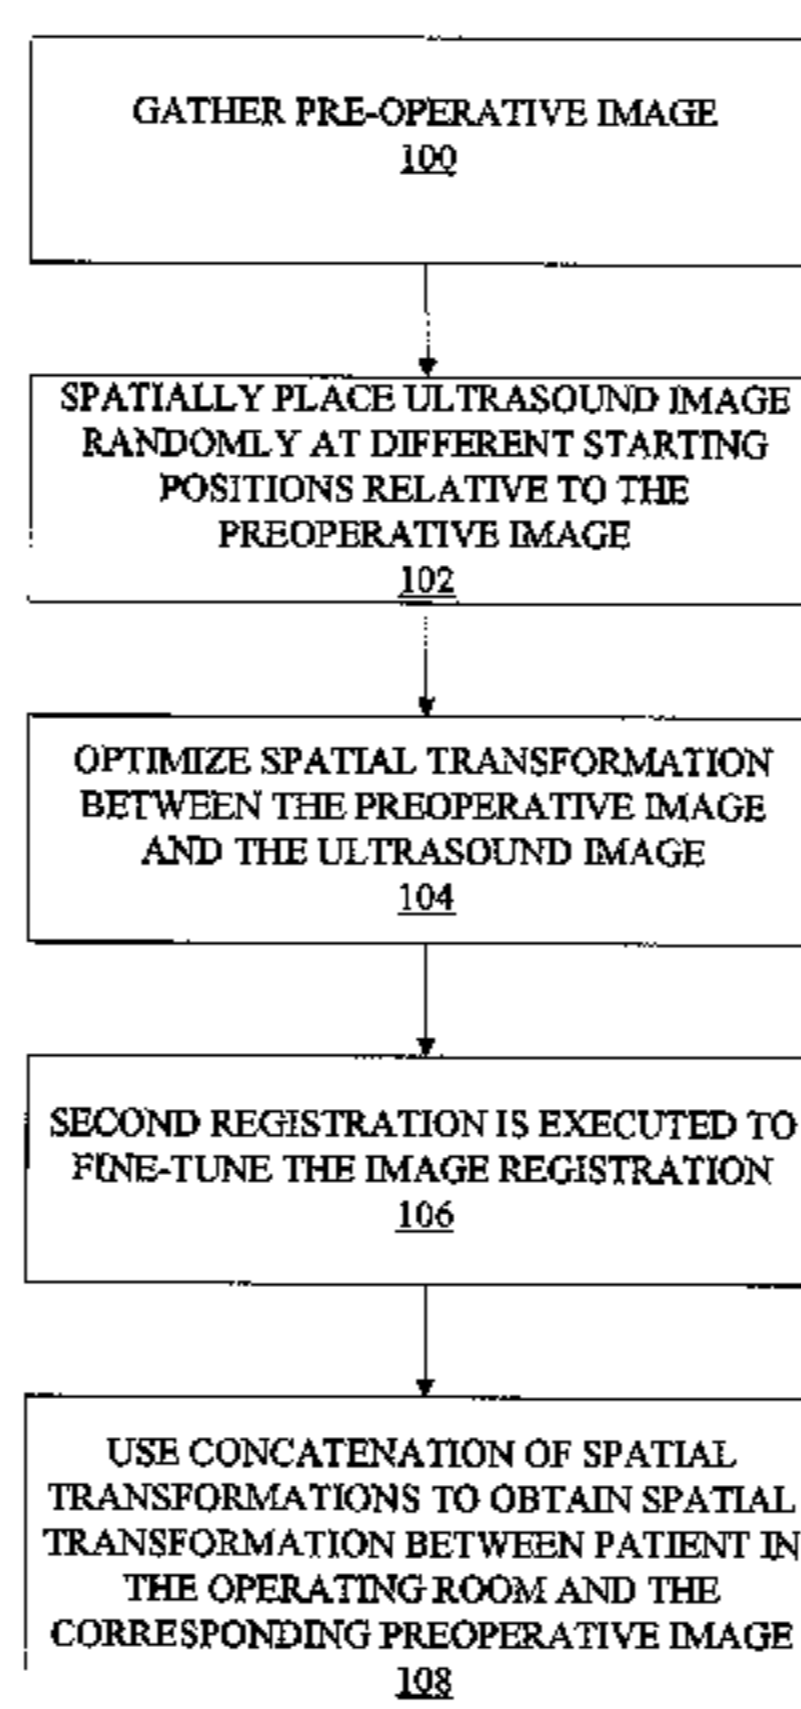 GATHER PRE-OPERATIVE IMAGE
100
SPATIALLY PLACE ULTRASOUND IMAGE
RANDOMLY AT DIFFERENT STARTING
POSITIONS RELATIVE TO THE
PREOPERATIVE IMAGE
102
OPTIMIZE SPATIAL TRANSFORMATION
BETWEEN THE PREOPERATIVE IMAGE
AND THE ULTRASOUND IMAGE
104
SECOND REGISTRATION IS EXECUTED TO
FINE-TUNE THE IMAGE REGISTRATION
106
USE CONCATENATION OF SPATIAL
TRANSFORMATIONS TO OBTAIN SPATIAL
TRANSFORMATION BETWEEN PATIENT IN
THE OPERATING ROOM AND THE
CORRESPONDING PREOPERATIVE IMAGE
108